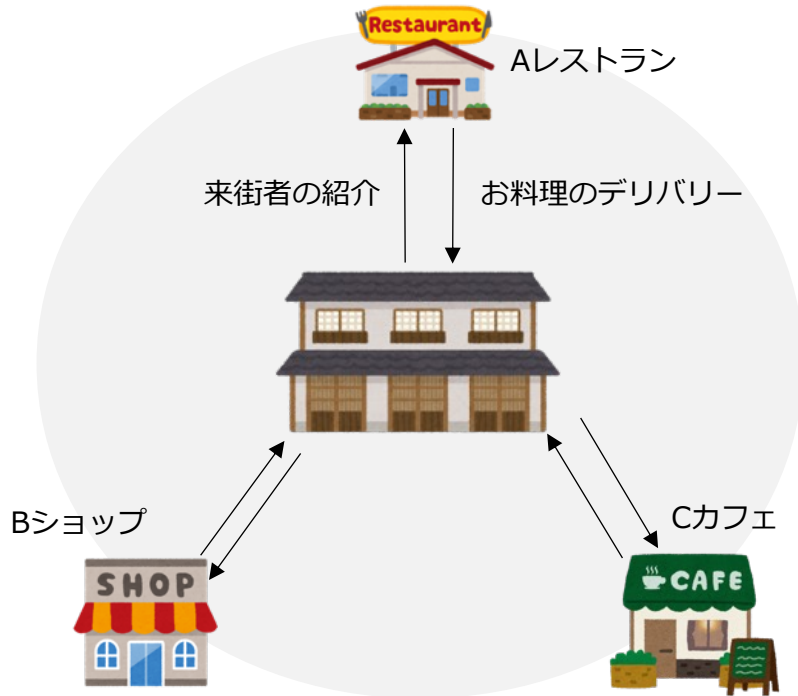 Restaurant
Aレストラン
来街者の紹介
お料理のデリバリー
Bショップ
Cカフェ
SHOP
CAFE